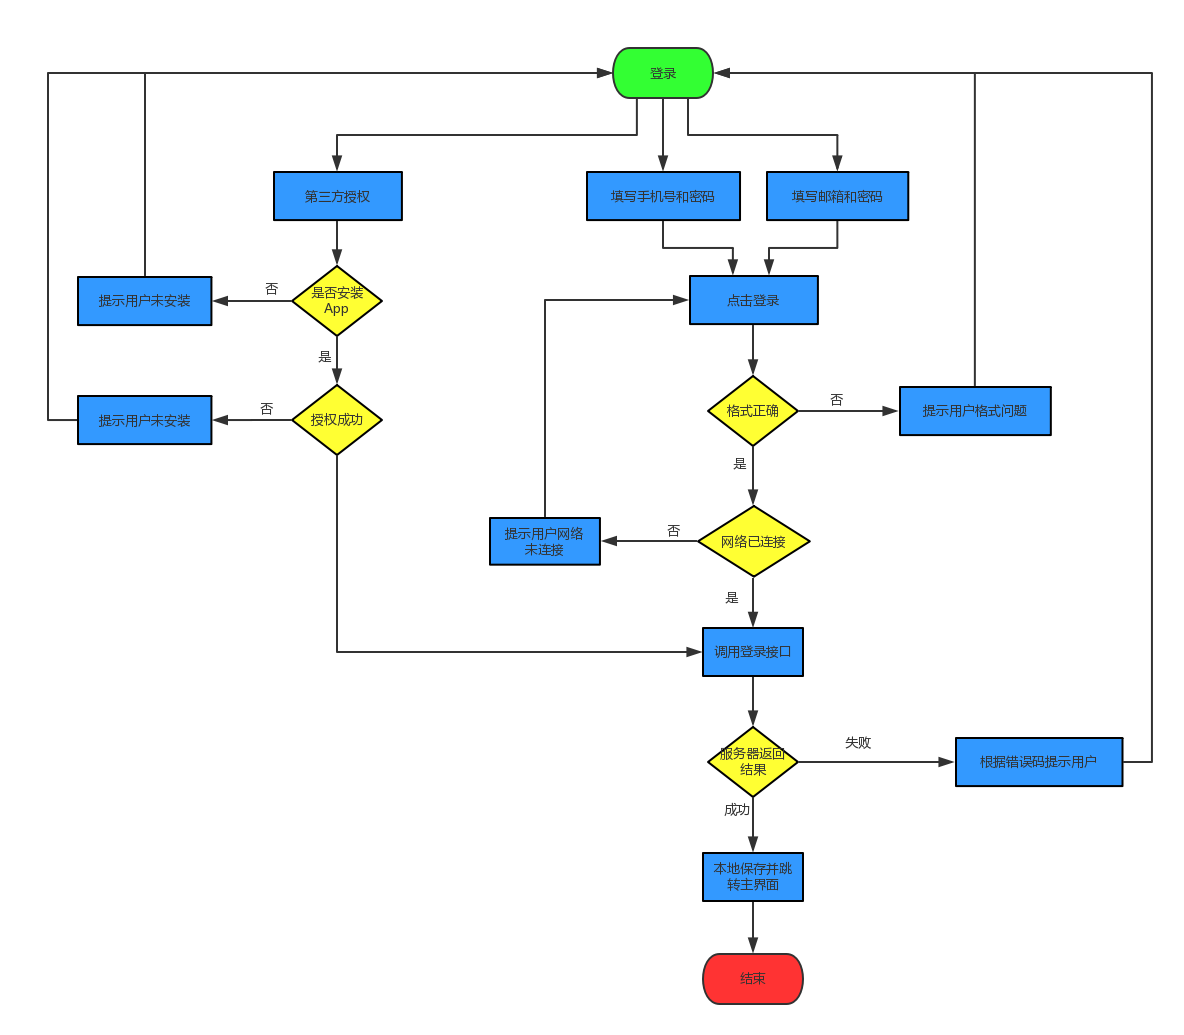 登录
第三方授权
填写手机号和密码
填写邮箱和密码
提示用户未安装
否
是否安装
App
点击登录
是
提示用户未安装
否
授权成功
格式正确
否
提示用户格式问题
是
提示用户网络
未连接
否
网络已连接
是
调用登录接口
服务器返回
结果
失败
根据错误码提示用户
成功
本地保存并跳
转主界面
结束